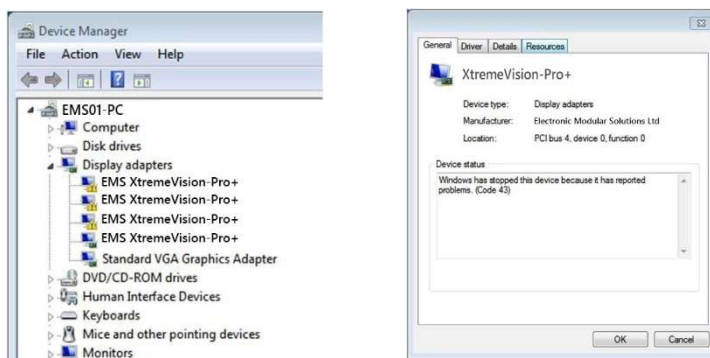 Device Manager
File Action View Help
EMS01-PC
Computer
Disk drives
Display adapters
EMS XtremeVision-Pro+
EMS XtremeVision-Pro+
EMS XtremeVision-Pro+
EMS XtremeVision-Pro+
Standard VGA Graphics Adapter
DVD/CD-ROM drives
Human Interface Devices
Keyboards
Mice and other pointing devices
Monitors
General Driver Details Resources
XtremeVision-Pro+
Device type: Display adapters
Manufacturer: Electronic Modular Solutions Ltd
Location: PCI bus 4, device 0, function 0
Device status
Windows has stopped this device because it has reported
problems. (Code 43)
OK Cancel